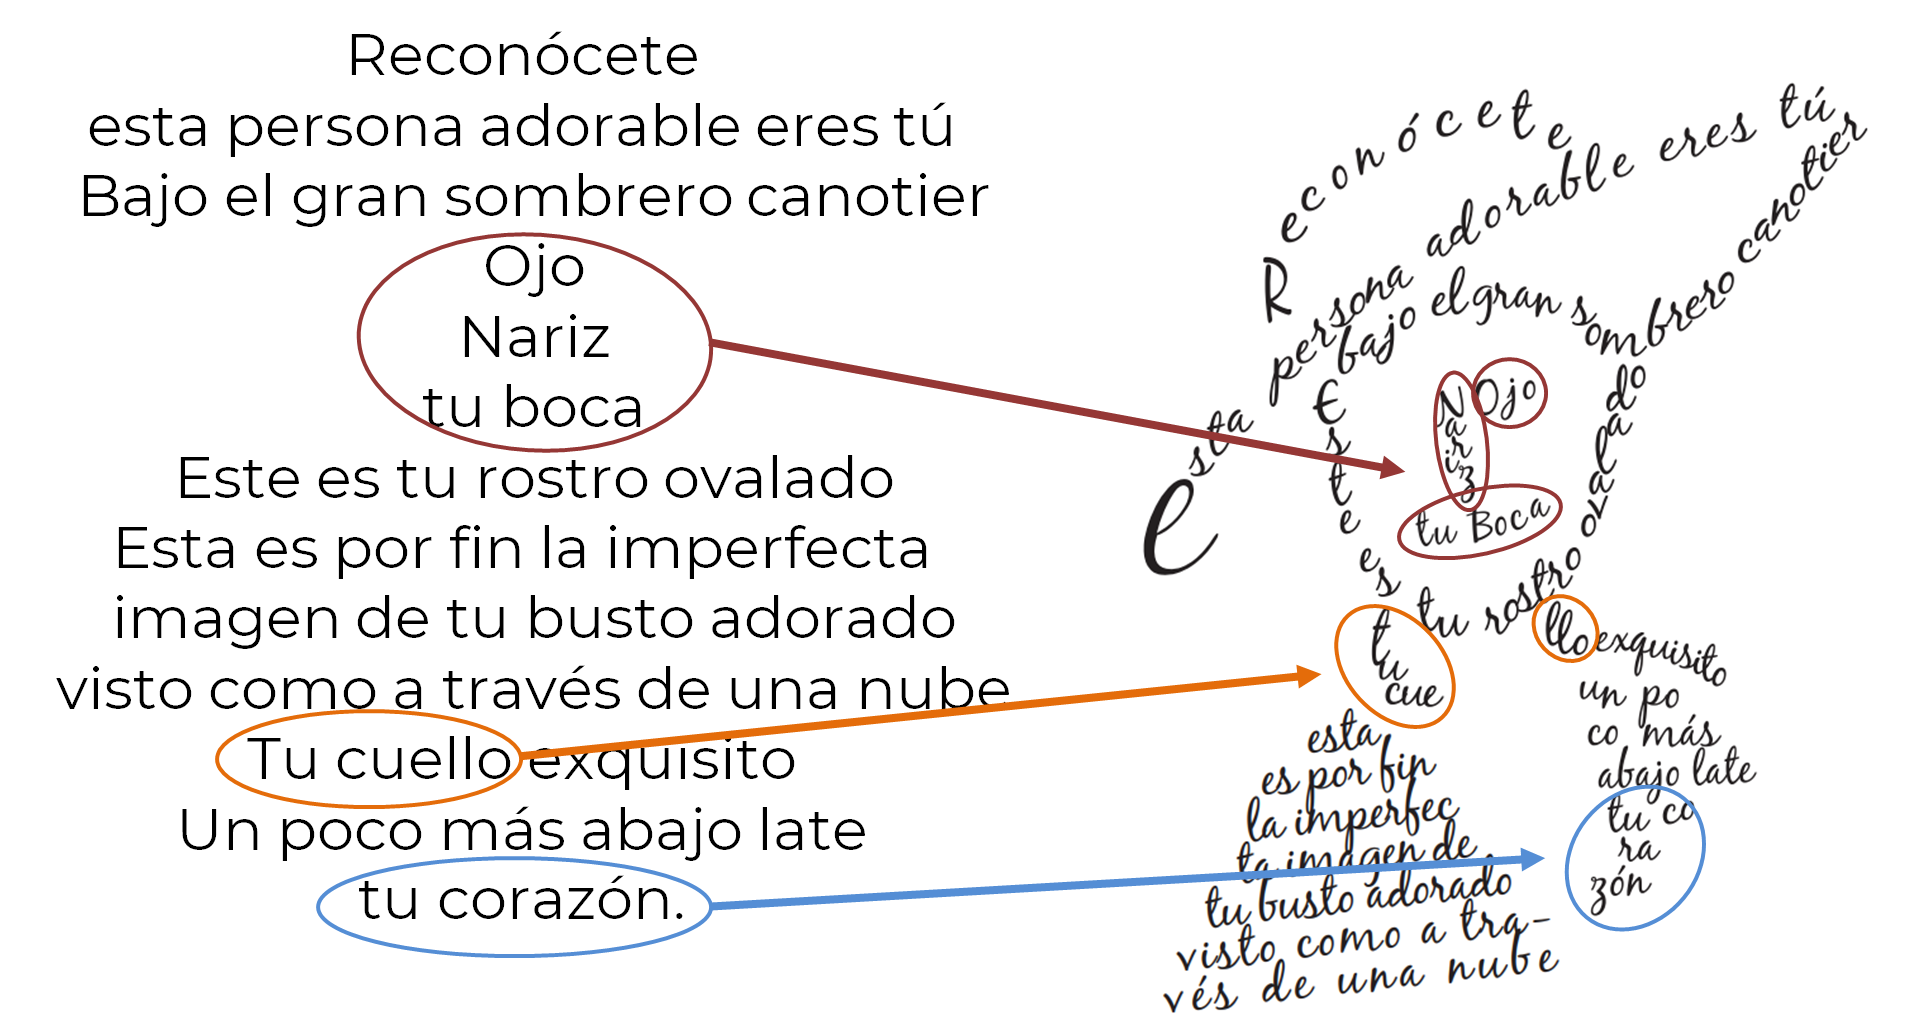 Reconócete
esta persona adorable eres tú
Bajo el gran sombrero canotier
Ojo
Nariz
tu boca
Este es tu rostro ovalado
Esta es por fin la imperfecta
imagen de tu busto adorado
visto como a través de una nube
Tu cuello exquisito
Un poco más abajo late
tu corazón.
Reconócete
esta persona adorable eres tú
bajo el gran sombrero canotier
Ojo
Nariz
tu Boca
Este es tu rostro ovalado
tu
cue
llo exquisito
un po
co más
abajo late
tu co
ra
zón
esta
es por fin
la imperfec
ta imagen de
tu busto adorado
visto como a tra-
vés de una nube